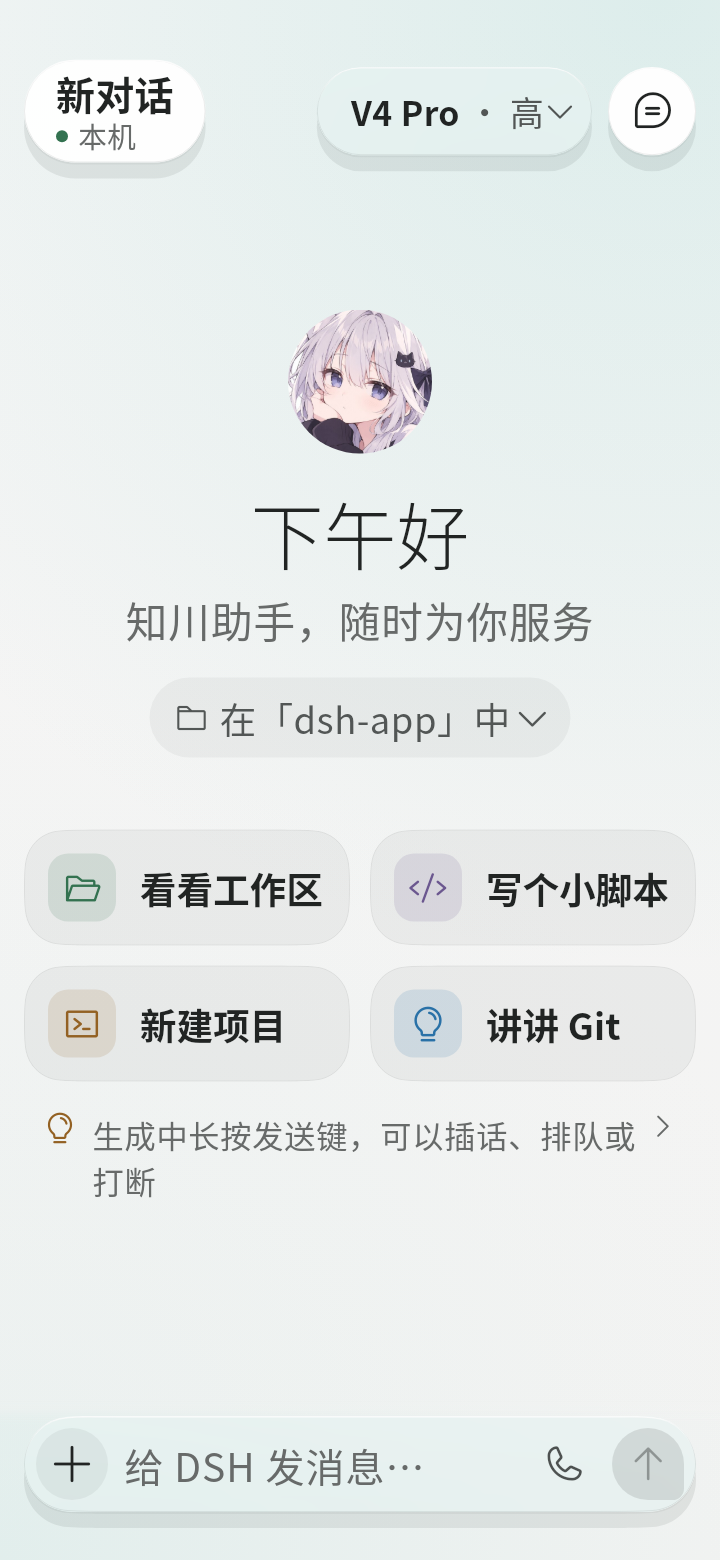 新对话
本机
V4 Pro · 高
下午好
知川助手，随时为你服务
在「dsh-app」中
看看工作区
写个小脚本
新建项目
讲讲 Git
生成中长按发送键，可以插话、排队或
打断
给 DSH 发消息…